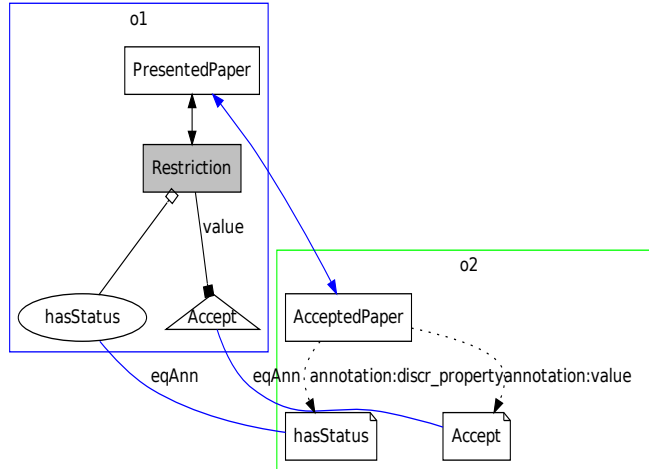 o1
PresentedPaper
Restriction
value
o2
hasStatus
Accept
AcceptedPaper
eqAnn
eqAnn
annotation:discr_property
annotation:value
hasStatus
Accept